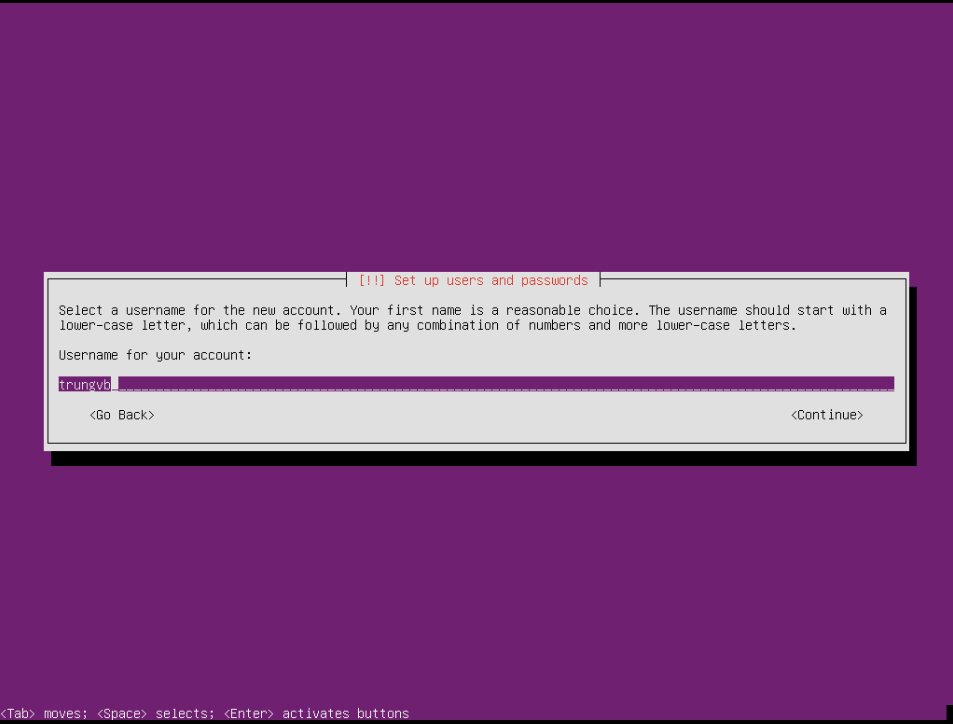 [!!] Set up users and passwords
Select a username for the new account. Your first name is a reasonable choice. The username should start with a
lower-case letter, which can be followed by any combination of numbers and more lower-case letters.
Username for your account:
trungvb
<Go Back> <Continue>
<Tab> moves; <Space> selects; <Enter> activates buttons